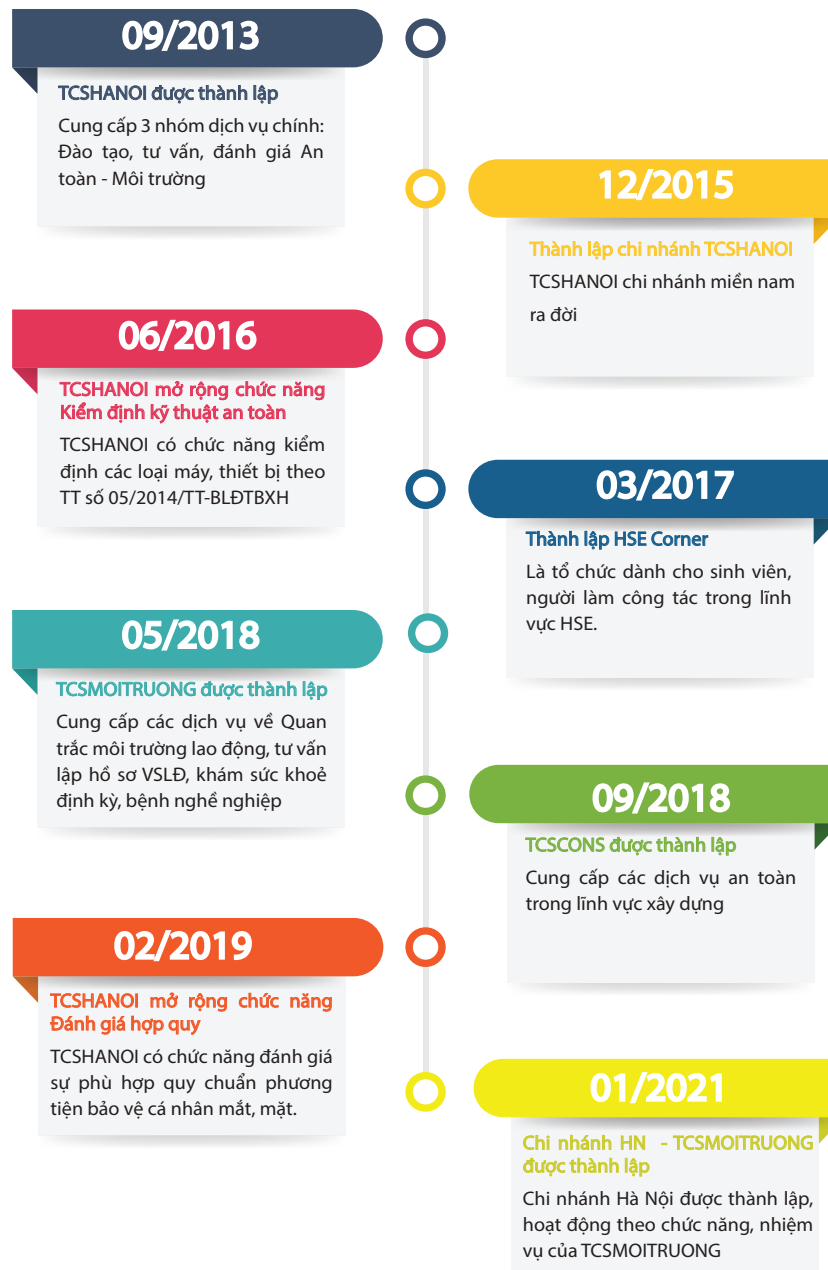 09/2013
TCSHANOI được thành lập
Cung cấp 3 nhóm dịch vụ chính:
Đào tạo, tư vấn, đánh giá An
toàn - Môi trường
12/2015
Thành lập chi nhánh TCSHANOI
TCSHANOI chi nhánh miền nam
ra đời
06/2016
TCSHANOI mở rộng chức năng
Kiểm định kỹ thuật an toàn
TCSHANOI có chức năng kiểm
định các loại máy, thiết bị theo
TT số 05/2014/TT-BLĐTBXH
03/2017
Thành lập HSE Corner
Là tổ chức dành cho sinh viên,
người làm công tác trong lĩnh
vực HSE.
05/2018
TCSMOITRUONG được thành lập
Cung cấp các dịch vụ về Quan
trắc môi trường lao động, tư vấn
lập hồ sơ VSLĐ, khám sức khoẻ
định kỳ, bệnh nghề nghiệp
09/2018
TCSCONS được thành lập
Cung cấp các dịch vụ an toàn
trong lĩnh vực xây dựng
02/2019
TCSHANOI mở rộng chức năng
Đánh giá hợp quy
TCSHANOI có chức năng đánh giá
sự phù hợp quy chuẩn phương
tiện bảo vệ cá nhân mắt, mặt.
01/2021
Chi nhánh HN - TCSMOITRUONG
được thành lập
Chi nhánh Hà Nội được thành lập,
hoạt động theo chức năng, nhiệm
vụ của TCSMOITRUONG